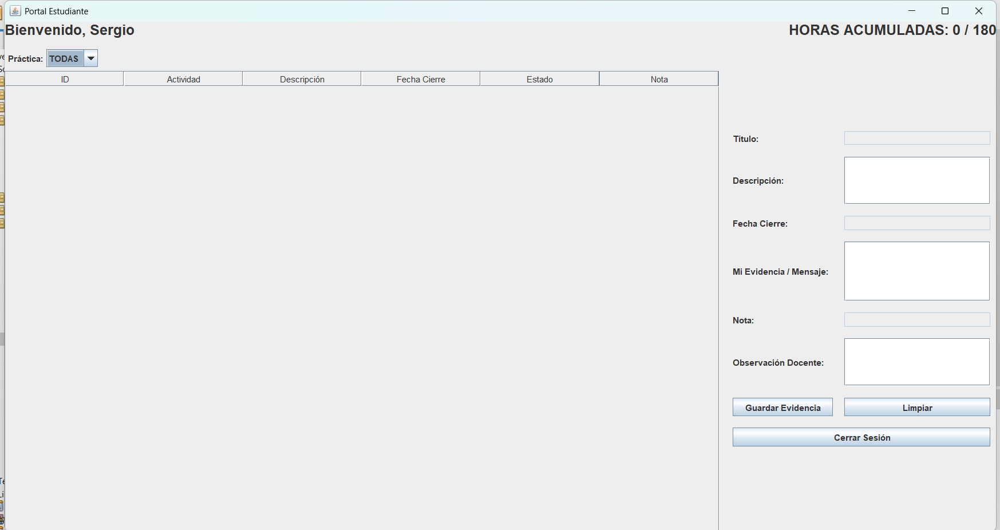 Portal Estudiante
Bienvenido, Sergio
HORAS ACUMULADAS: 0 / 180
Práctica: TODAS
ID Actividad Descripción Fecha Cierre Estado Nota
Título:
Descripción:
Fecha Cierre:
Mi Evidencia / Mensaje:
Nota:
Observación Docente:
Guardar Evidencia Limpiar
Cerrar Sesión